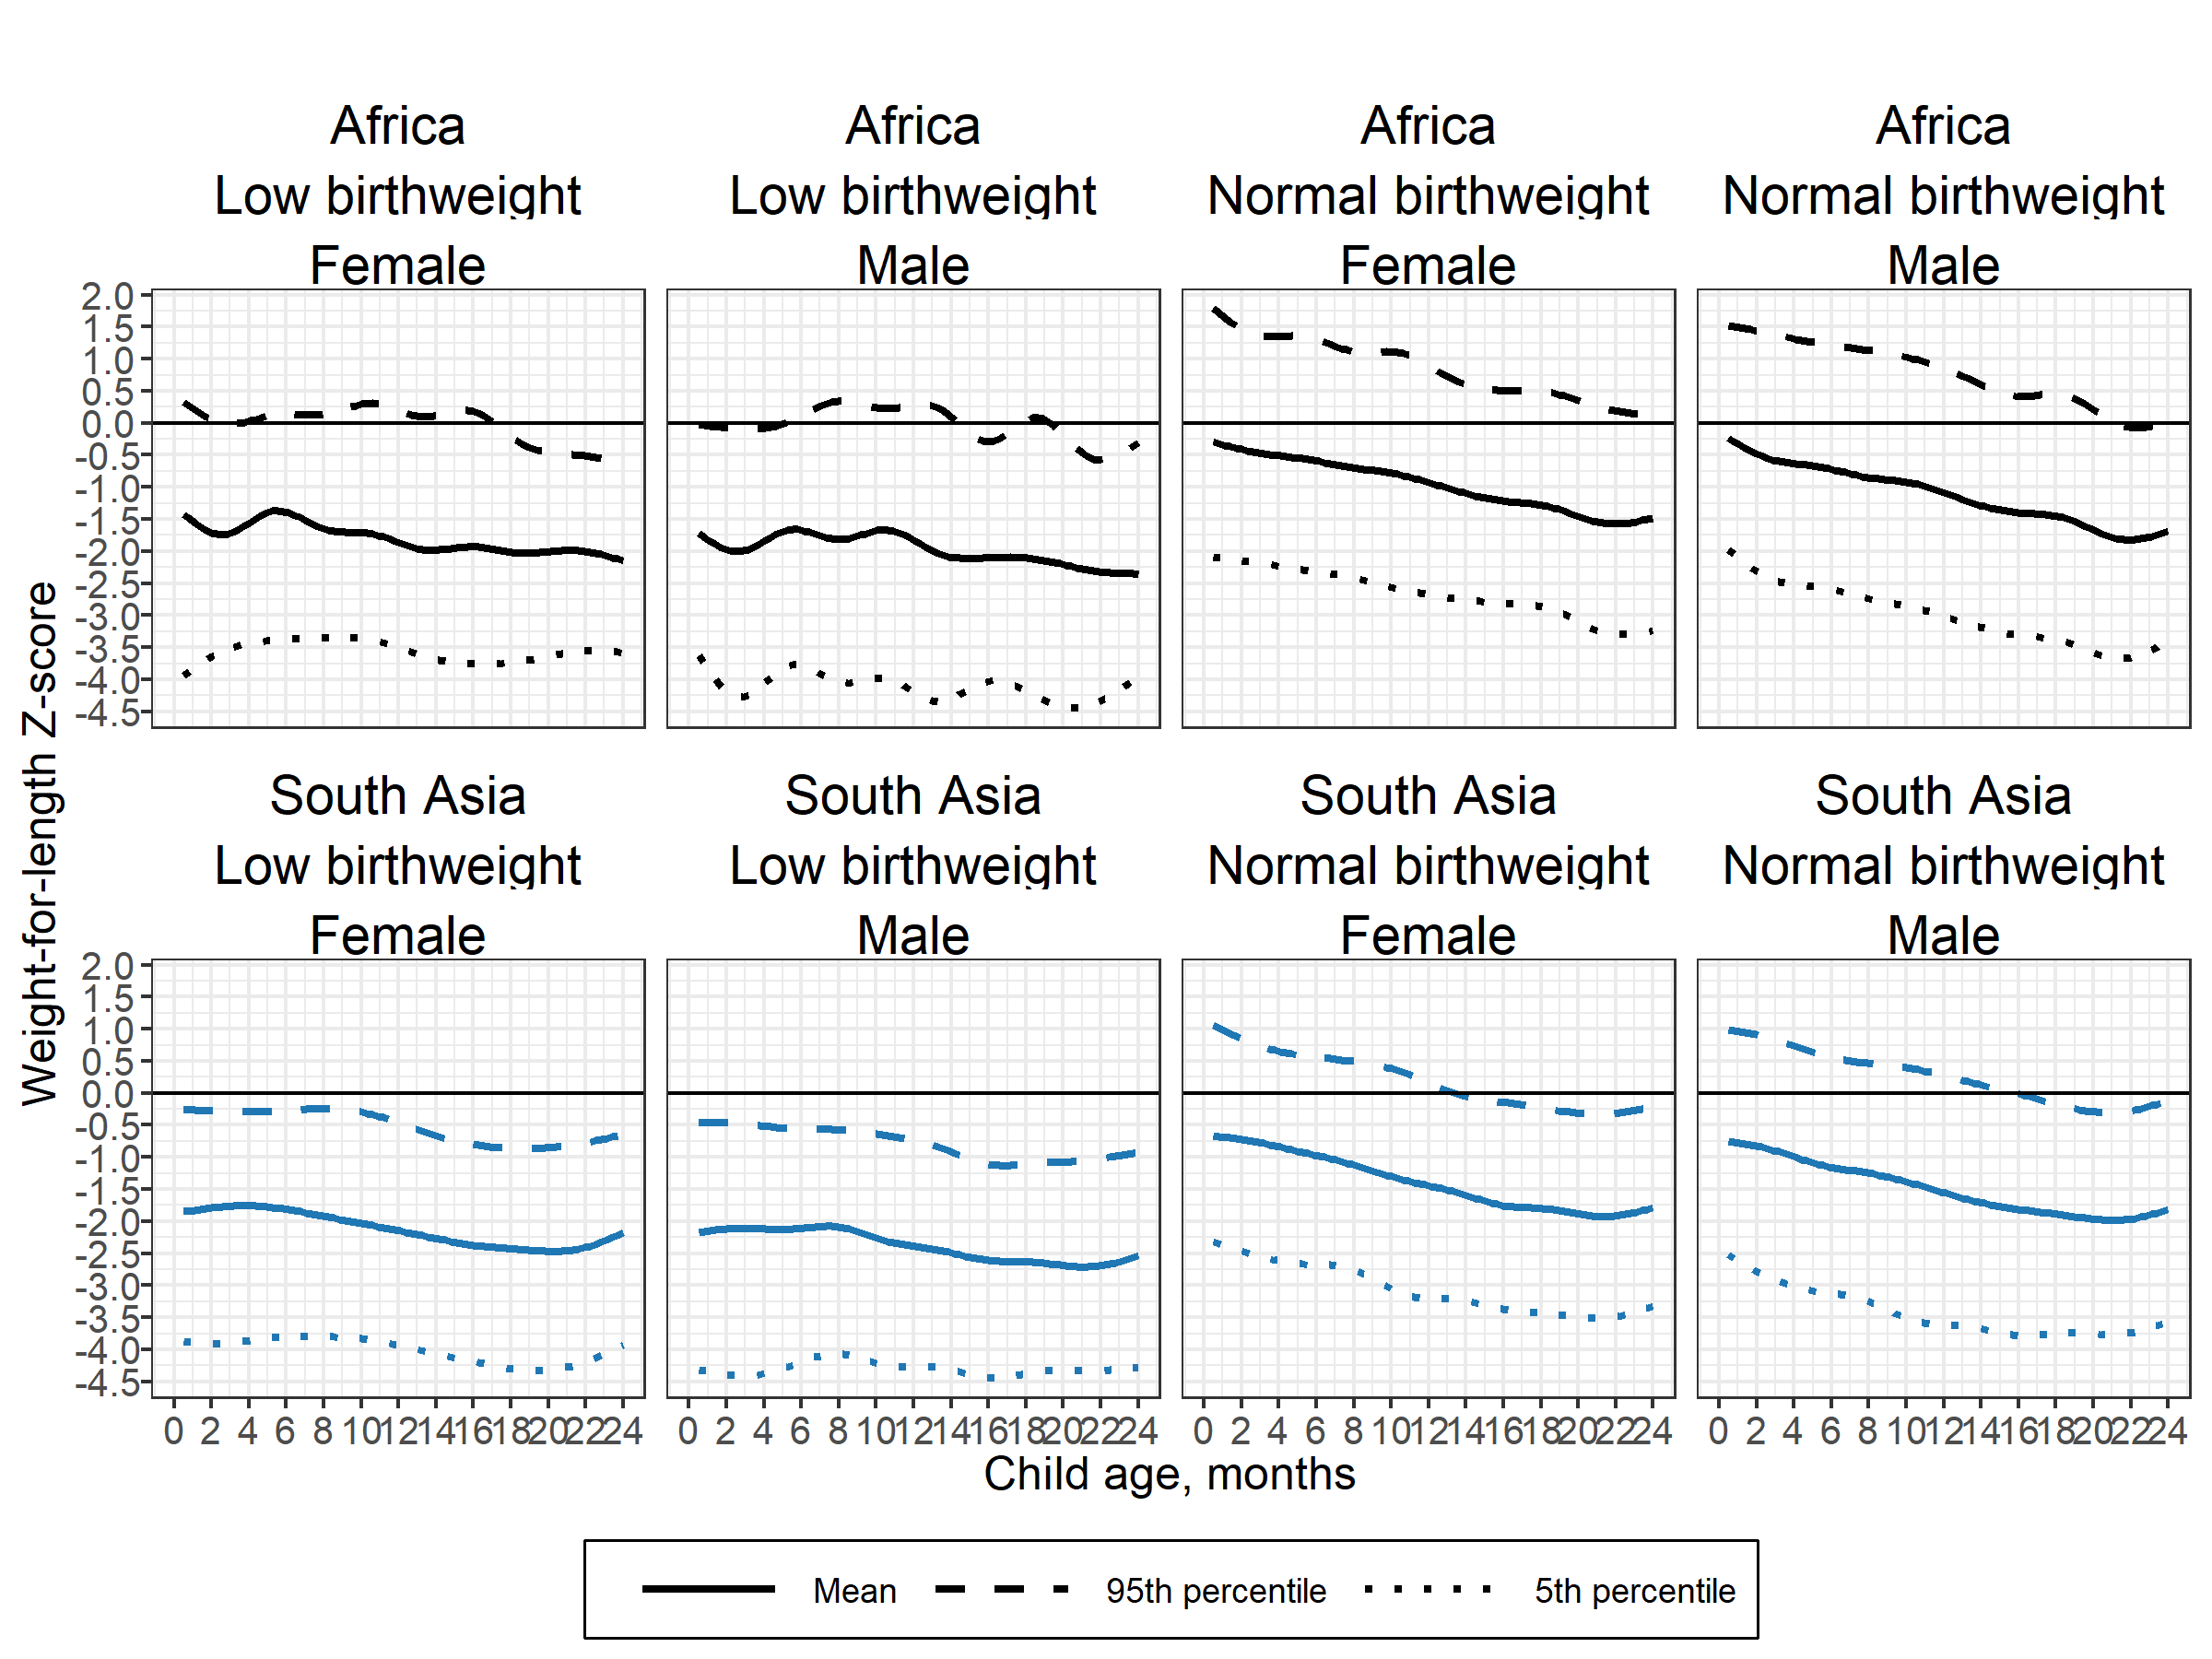 Africa
Low birthweight
Female
Africa
Low birthweight
Male
Africa
Normal birthweight
Female
Africa
Normal birthweight
Male
2.0
1.5
1.0
0.5
0.0
-0.5
-1.0
-1.5
-2.0
-2.5
-3.0
-3.5
-4.0
-4.5
Weight-for-length Z-score
South Asia
Low birthweight
Female
South Asia
Low birthweight
Male
South Asia
Normal birthweight
Female
South Asia
Normal birthweight
Male
2.0
1.5
1.0
0.5
0.0
-0.5
-1.0
-1.5
-2.0
-2.5
-3.0
-3.5
-4.0
-4.5
0 2 4 6 8 10 12 14 16 18 20 22 24
0 2 4 6 8 10 12 14 16 18 20 22 24
0 2 4 6 8 10 12 14 16 18 20 22 24
0 2 4 6 8 10 12 14 16 18 20 22 24
Child age, months
Mean 95th percentile 5th percentile